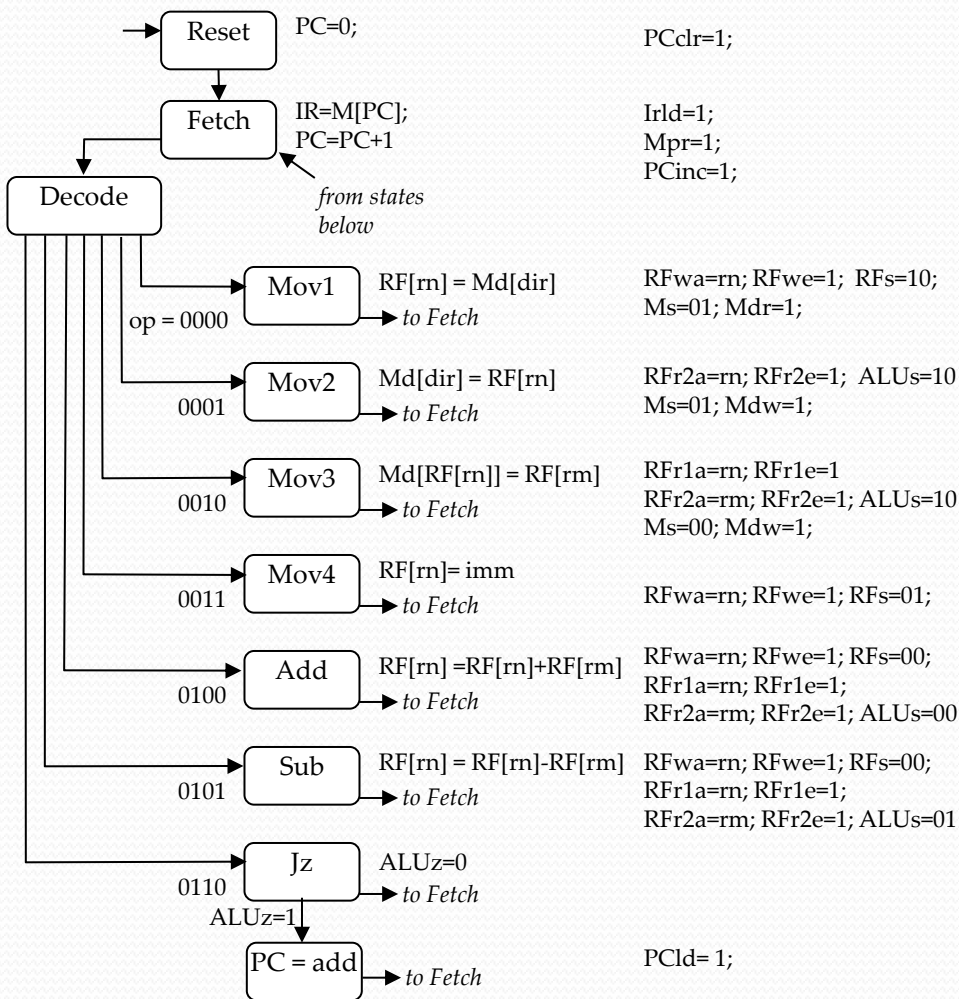 Reset
PC=0;
PCclr=1;
Fetch
IR=M[PC];
PC=PC+1
Irld=1;
Mpr=1;
PCinc=1;
from states
below
Decode
Mov1
RF[rn] = Md[dir]
to Fetch
op = 0000
RFwa=rn; RFwe=1; RFs=10;
Ms=01; Mdr=1;
Mov2
Md[dir] = RF[rn]
to Fetch
0001
RFr2a=rn; RFr2e=1; ALUs=10
Ms=01; Mdw=1;
Mov3
Md[RF[rn]] = RF[rm]
to Fetch
0010
RFr1a=rn; RFr1e=1
RFr2a=rm; RFr2e=1; ALUs=10
Ms=00; Mdw=1;
Mov4
RF[rn]= imm
to Fetch
0011
RFwa=rn; RFwe=1; RFs=01;
Add
RF[rn] =RF[rn]+RF[rm]
to Fetch
0100
RFwa=rn; RFwe=1; RFs=00;
RFr1a=rn; RFr1e=1;
RFr2a=rm; RFr2e=1; ALUs=00
Sub
RF[rn] = RF[rn]-RF[rm]
to Fetch
0101
RFwa=rn; RFwe=1; RFs=00;
RFr1a=rn; RFr1e=1;
RFr2a=rm; RFr2e=1; ALUs=01
Jz
ALUz=0
to Fetch
0110
ALUz=1
PC = add
to Fetch
PCld= 1;